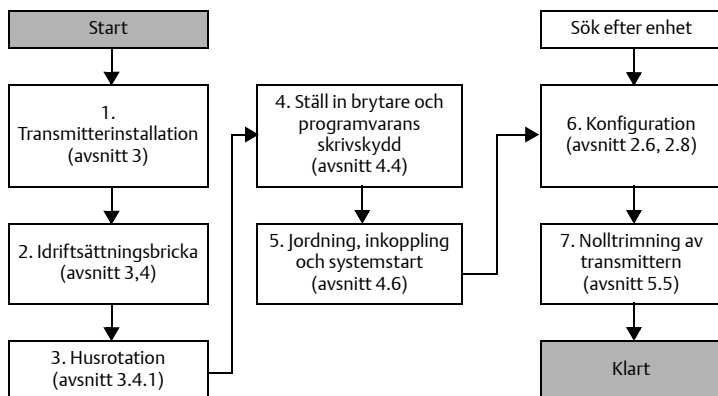 Start
1.
Transmitterinstallation
(avsnitt 3)
2. Idriftsättningsbricka
(avsnitt 3,4)
3. Husrotation
(avsnitt 3.4.1)
4. Ställ in brytare och
programvarans
skrivskydd
(avsnitt 4.4)
5. Jordning, inkoppling
och systemstart
(avsnitt 4.6)
Sök efter enhet
6. Konfiguration
(avsnitt 2.6, 2.8)
7. Nolltrimning av
transmittern
(avsnitt 5.5)
Klart